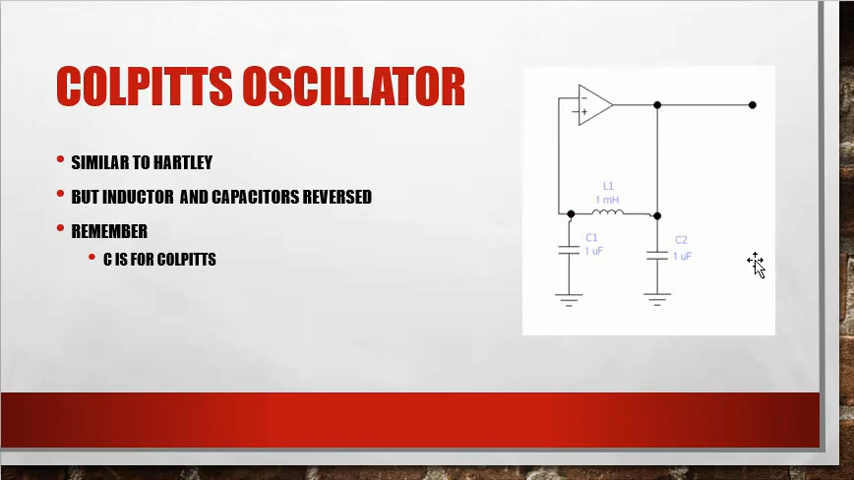 COLPITTS OSCILLATOR
SIMILAR TO HARTLEY
BUT INDUCTOR AND CAPACITORS REVERSED
REMEMBER
C IS FOR COLPITTS
L1
1 mH
C1
1 uF
C2
1 uF